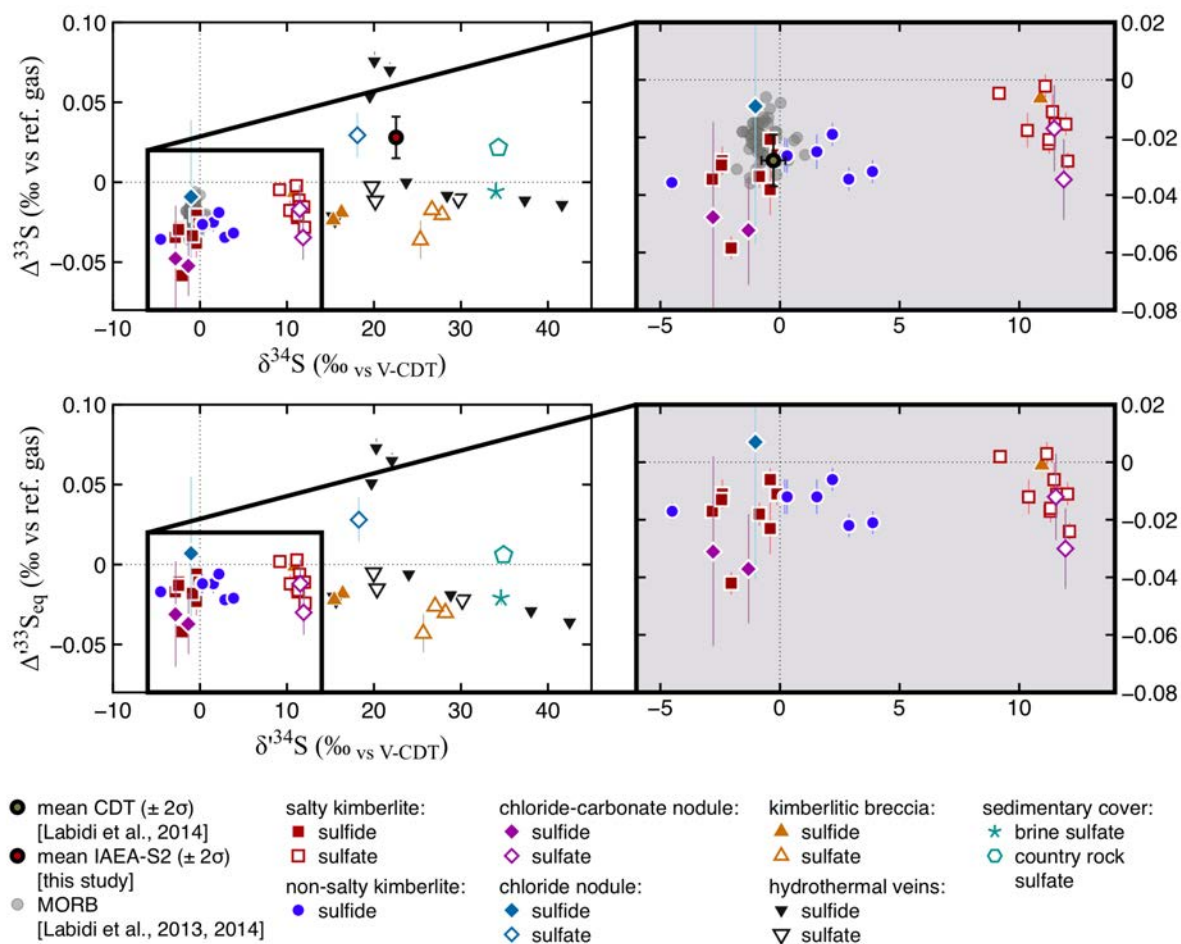 0.10
0.05
0
−0.05
Δ³³S (‰ vs ref. gas)
−10 0 10 20 30 40
δ³⁴S (‰ vs V-CDT)
0.02
0
−0.02
−0.04
−0.06
−0.08
−5 0 5 10
0.10
0.05
0
−0.05
Δ'³³S_eq (‰ vs ref. gas)
−10 0 10 20 30 40
δ'³⁴S (‰ vs V-CDT)
0.02
0
−0.02
−0.04
−0.06
−0.08
−5 0 5 10
mean CDT (± 2σ)
[Labidi et al., 2014]
mean IAEA-S2 (± 2σ)
[this study]
MORB
[Labidi et al., 2013, 2014]
salty kimberlite:
sulfide
sulfate
non-salty kimberlite:
sulfide
chloride-carbonate nodule:
sulfide
sulfate
chloride nodule:
sulfide
sulfate
kimberlitic breccia:
sulfide
sulfate
hydrothermal veins:
sulfide
sulfate
sedimentary cover:
brine sulfate
country rock
sulfate